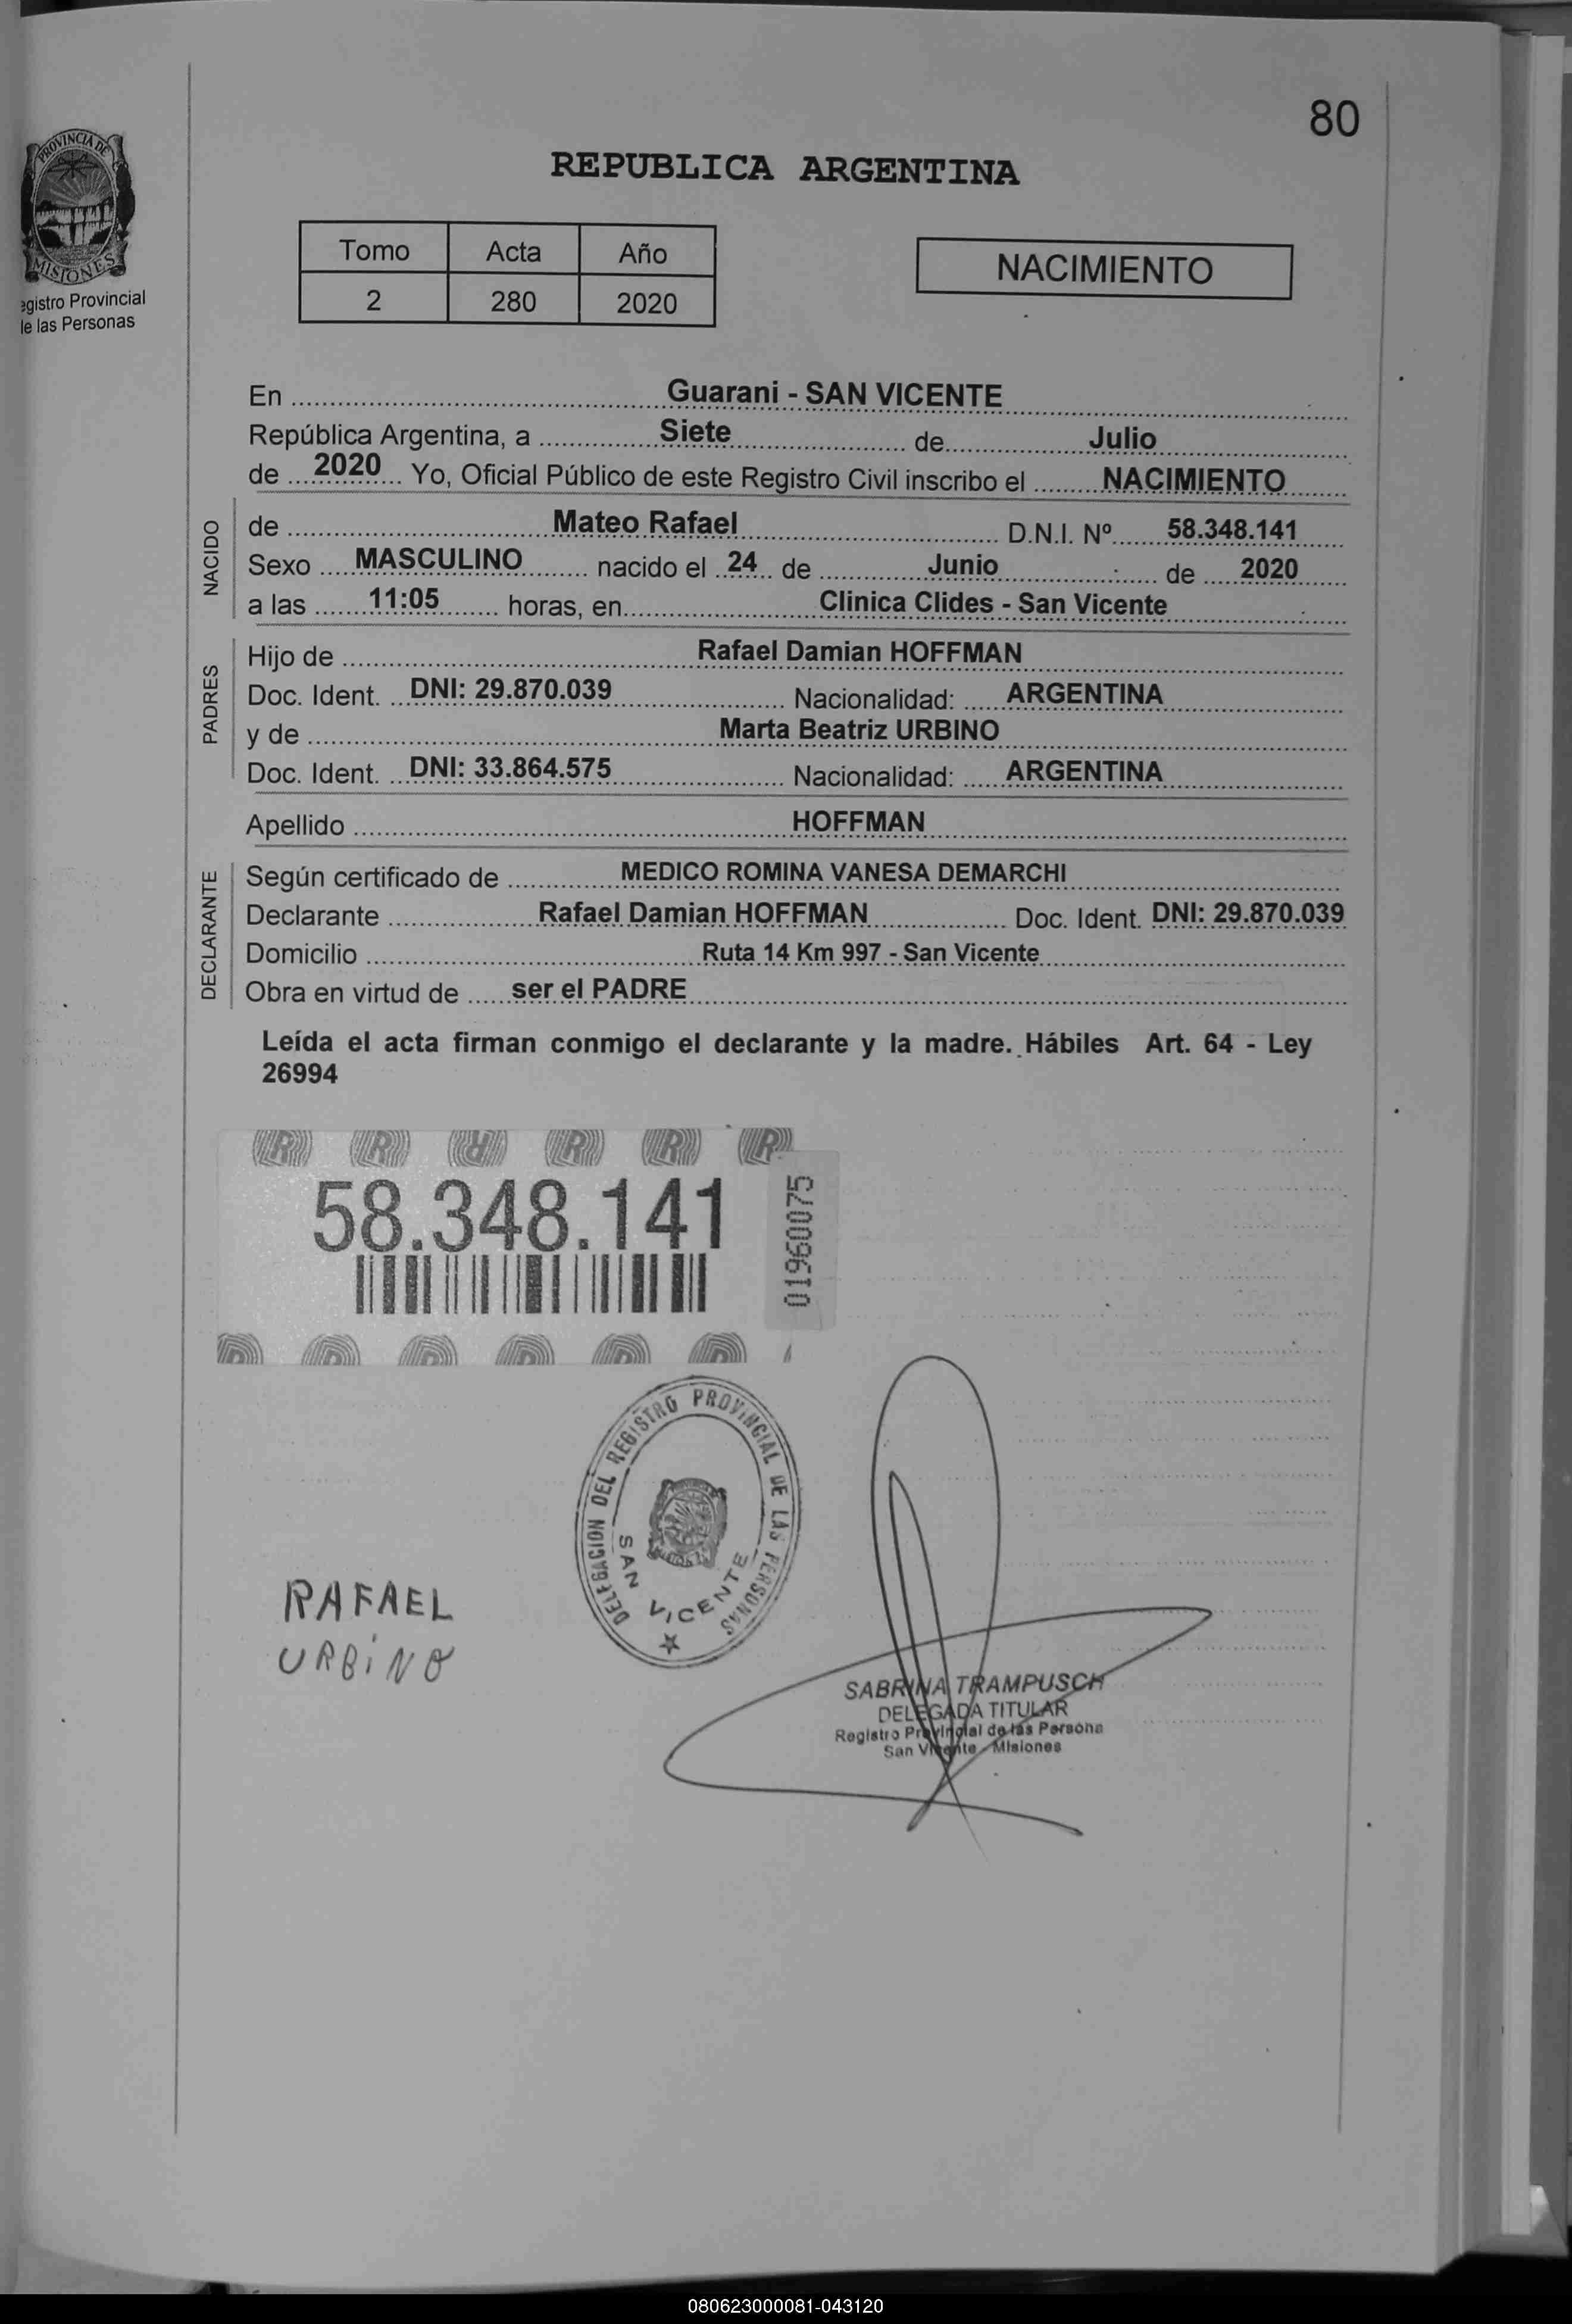 80
PROVINCIA DE
MISIONES
egistro Provincial
le las Personas
REPUBLICA ARGENTINA
Tomo Acta Año
2 280 2020
NACIMIENTO
En Guarani - SAN VICENTE
República Argentina, a Siete de Julio
de 2020 Yo, Oficial Público de este Registro Civil inscribo el NACIMIENTO
NACIDO
de Mateo Rafael D.N.I. Nº 58.348.141
Sexo MASCULINO nacido el 24 de Junio de 2020
a las 11:05 horas, en Clinica Clides - San Vicente
PADRES
Hijo de Rafael Damian HOFFMAN
Doc. Ident. DNI: 29.870.039 Nacionalidad: ARGENTINA
y de Marta Beatriz URBINO
Doc. Ident. DNI: 33.864.575 Nacionalidad: ARGENTINA
Apellido HOFFMAN
DECLARANTE
Según certificado de MEDICO ROMINA VANESA DEMARCHI
Declarante Rafael Damian HOFFMAN Doc. Ident. DNI: 29.870.039
Domicilio Ruta 14 Km 997 - San Vicente
Obra en virtud de ser el PADRE
Leída el acta firman conmigo el declarante y la madre. Hábiles Art. 64 - Ley
26994
58.348.141
01960075
DELEGACION DEL REGISTRO PROVINCIAL DE LAS PERSONAS
SAN VICENTE
RAFAEL
URBiNO
SABRINA TRAMPUSCH
DELEGADA TITULAR
Registro Provincial de las Persona
San Vicente - Misiones
080623000081-043120